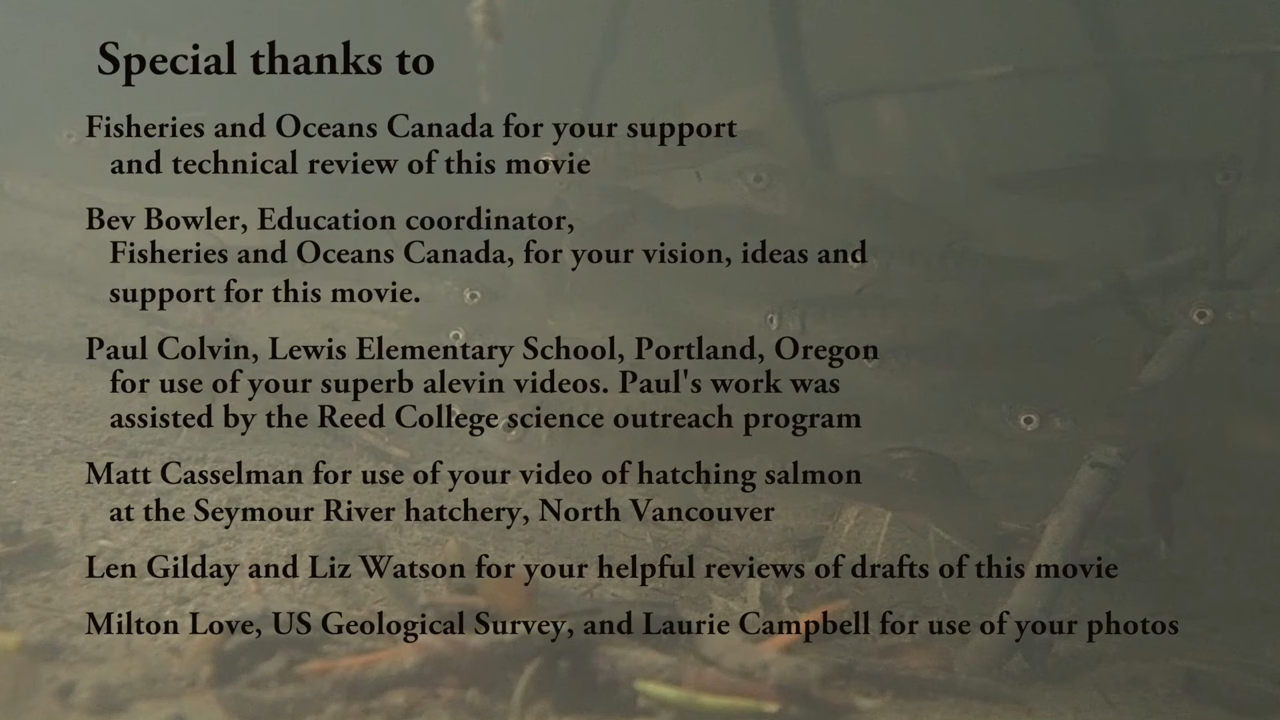 Special thanks to
Fisheries and Oceans Canada for your support
and technical review of this movie
Bev Bowler, Education coordinator,
Fisheries and Oceans Canada, for your vision, ideas and
support for this movie.
Paul Colvin, Lewis Elementary School, Portland, Oregon
for use of your superb alevin videos. Paul's work was
assisted by the Reed College science outreach program
Matt Casselman for use of your video of hatching salmon
at the Seymour River hatchery, North Vancouver
Len Gilday and Liz Watson for your helpful reviews of drafts of this movie
Milton Love, US Geological Survey, and Laurie Campbell for use of your photos